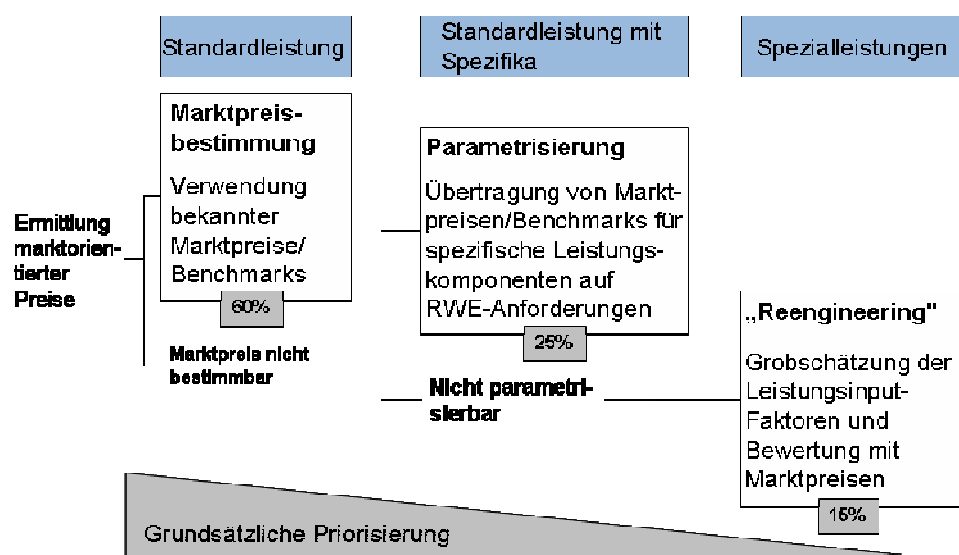 Standardleistung
Standardleistung mit
Spezifika
Spezialleistungen
Ermittlung
marktorien-
tierter
Preise
Marktpreis-
bestimmung
Verwendung
bekannter
Marktpreise/
Benchmarks
60%
Marktpreis nicht
bestimmbar
Parametrisierung
Übertragung von Markt-
preisen/Benchmarks für
spezifische Leistungs-
komponenten auf
RWE-Anforderungen
25%
Nicht parametri-
sierbar
„Reengineering"
Grobschätzung der
Leistungsinput-
Faktoren und
Bewertung mit
Marktpreisen
15%
Grundsätzliche Priorisierung